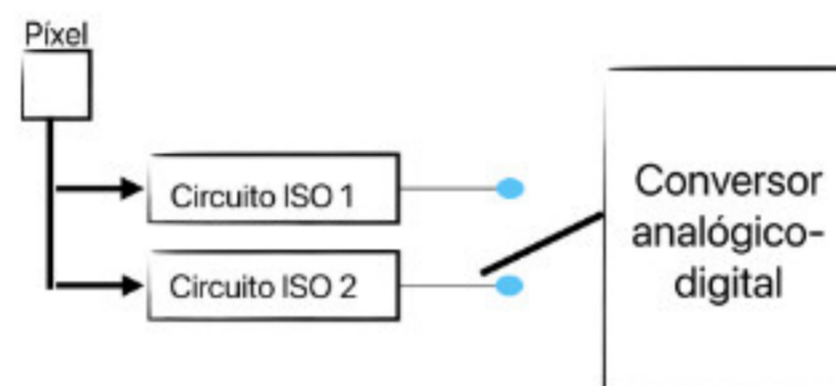 Píxel
Circuito ISO 1
Circuito ISO 2
Conversor
analógico-
digital